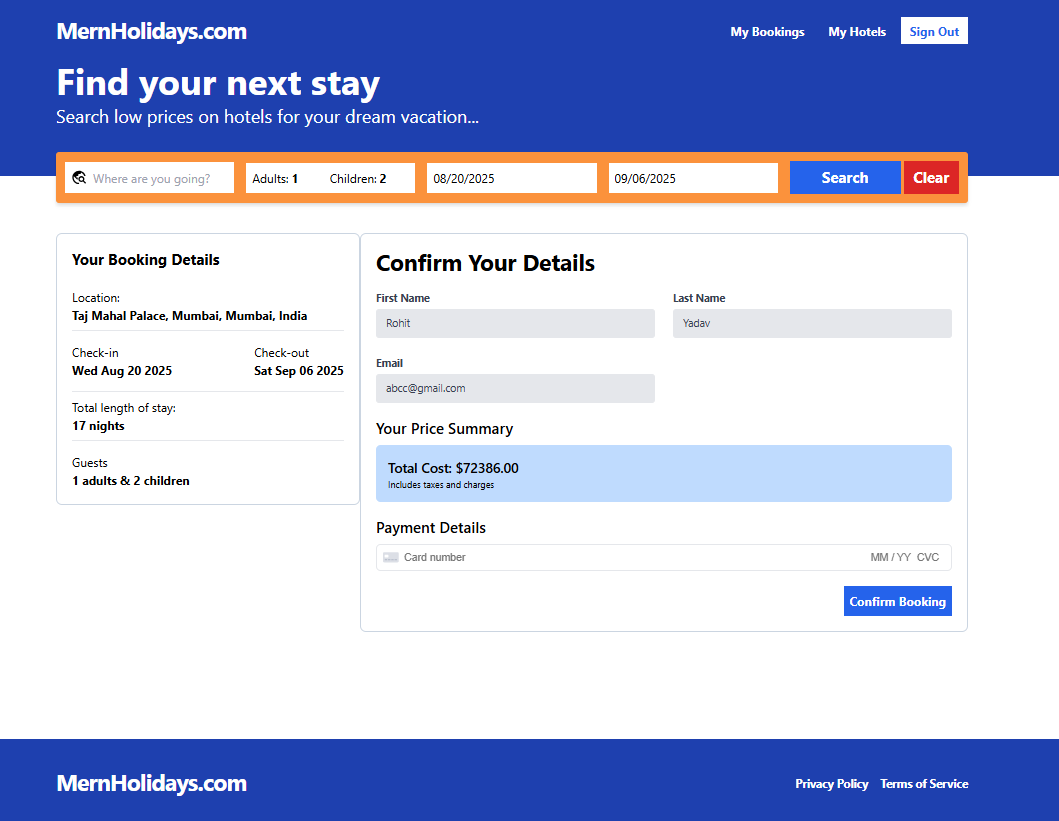 MernHolidays.com
My Bookings
My Hotels
Sign Out
Find your next stay
Search low prices on hotels for your dream vacation...
Where are you going?
Adults: 1
Children: 2
08/20/2025
09/06/2025
Search
Clear
Your Booking Details
Location:
Taj Mahal Palace, Mumbai, Mumbai, India
Check-in
Check-out
Wed Aug 20 2025
Sat Sep 06 2025
Total length of stay:
17 nights
Guests
1 adults & 2 children
Confirm Your Details
First Name
Last Name
Rohit
Yadav
Email
abcc@gmail.com
Your Price Summary
Total Cost: $72386.00
Includes taxes and charges
Payment Details
Card number
MM / YY CVC
Confirm Booking
MernHolidays.com
Privacy Policy
Terms of Service